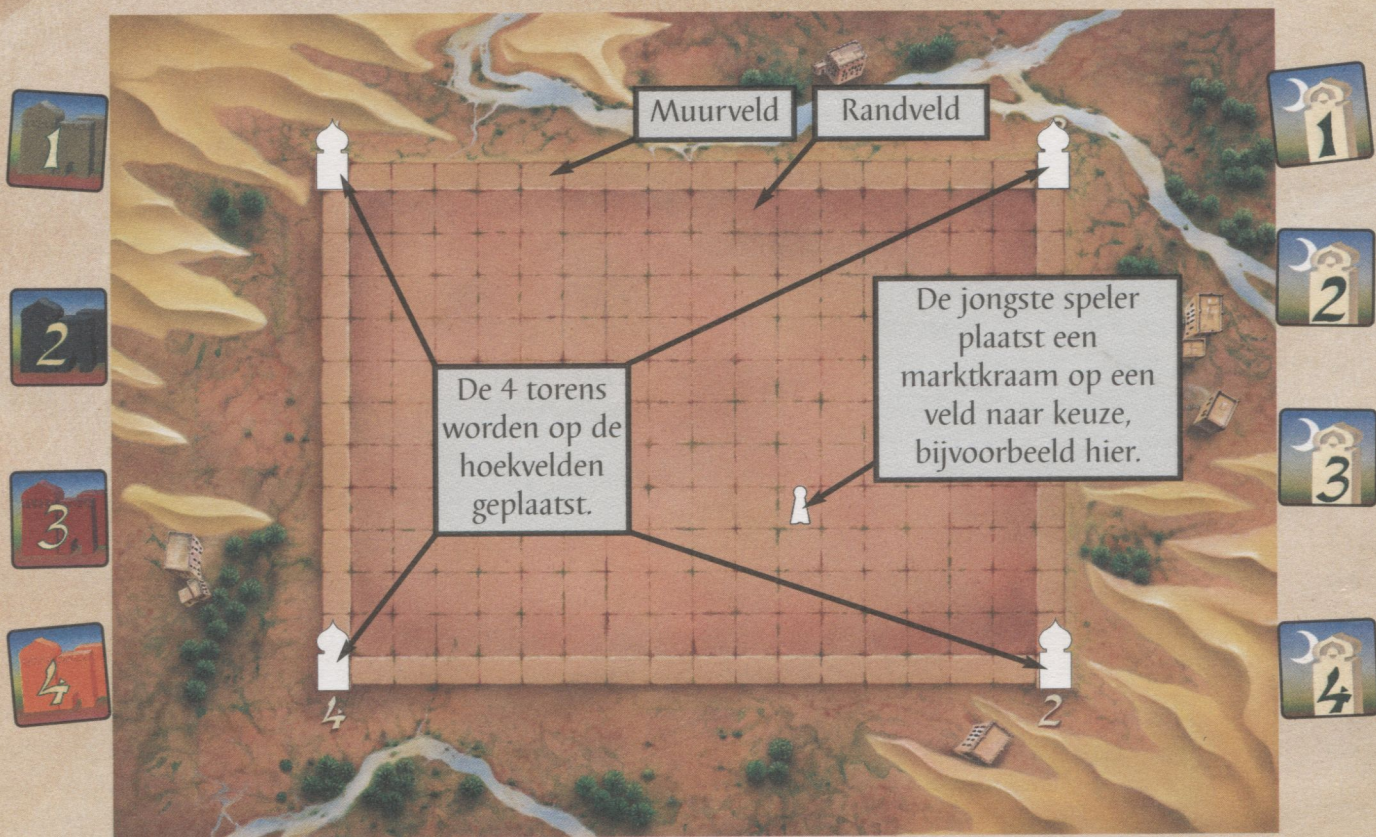 Muurveld
Randveld
De jongste speler
plaatst een
marktkraam op een
veld naar keuze,
bijvoorbeeld hier.
De 4 torens
worden op de
hoekvelden
geplaatst.
4
2
1
2
3
4
1
2
3
4